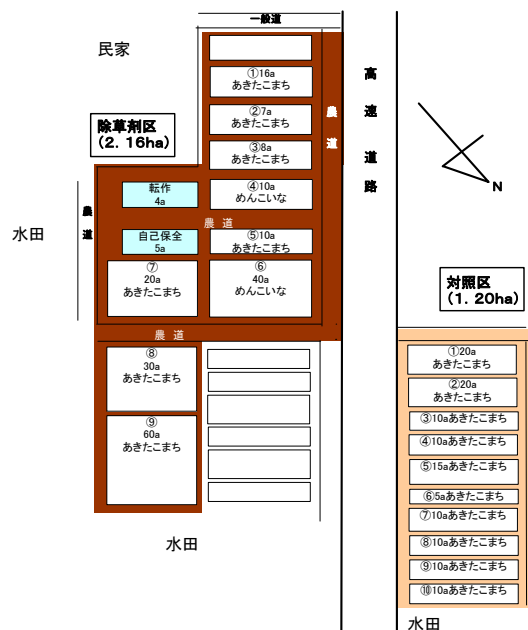 一般道
民家
①16a
あきたこまち
②7a
あきたこまち
③8a
あきたこまち
④10a
めんこいな
農道
⑤10a
あきたこまち
⑥
40a
めんこいな
農道
高速道路
除草剤区
(2.16ha)
転作
4a
自己保全
5a
農道
水田
⑦
20a
あきたこまち
農道
⑧
30a
あきたこまち
⑨
60a
あきたこまち
水田
N
対照区
(1.20ha)
①20a
あきたこまち
②20a
あきたこまち
③10aあきたこまち
④10aあきたこまち
⑤15aあきたこまち
⑥5aあきたこまち
⑦10aあきたこまち
⑧10aあきたこまち
⑨10aあきたこまち
⑩10aあきたこまち
水田